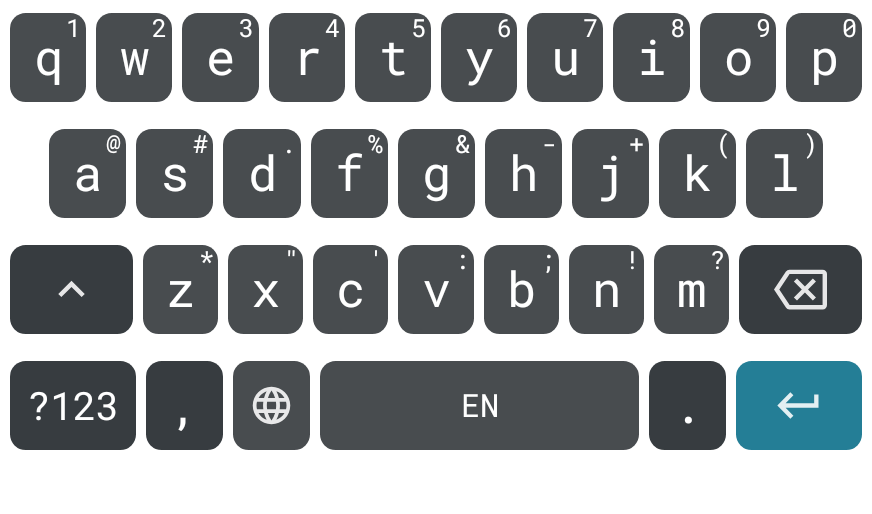 q1 w2 e3 r4 t5 y6 u7 i8 o9 p0
a@ s# d. f% g& h- j+ k( l)
z* x" c' v: b; n! m?
?123 , EN .